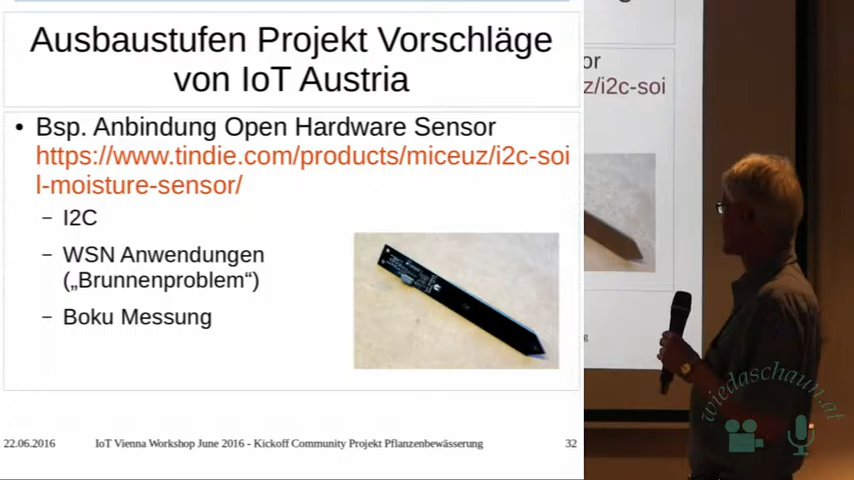 Ausbaustufen Projekt Vorschläge
von IoT Austria
• Bsp. Anbindung Open Hardware Sensor
https://www.tindie.com/products/miceuz/i2c-soi
l-moisture-sensor/
– I2C
– WSN Anwendungen
(„Brunnenproblem“)
– Boku Messung
22.06.2016
IoT Vienna Workshop June 2016 - Kickoff Community Projekt Pflanzenbewässerung
32
or
z/i2c-soi
wiedaschaun.at